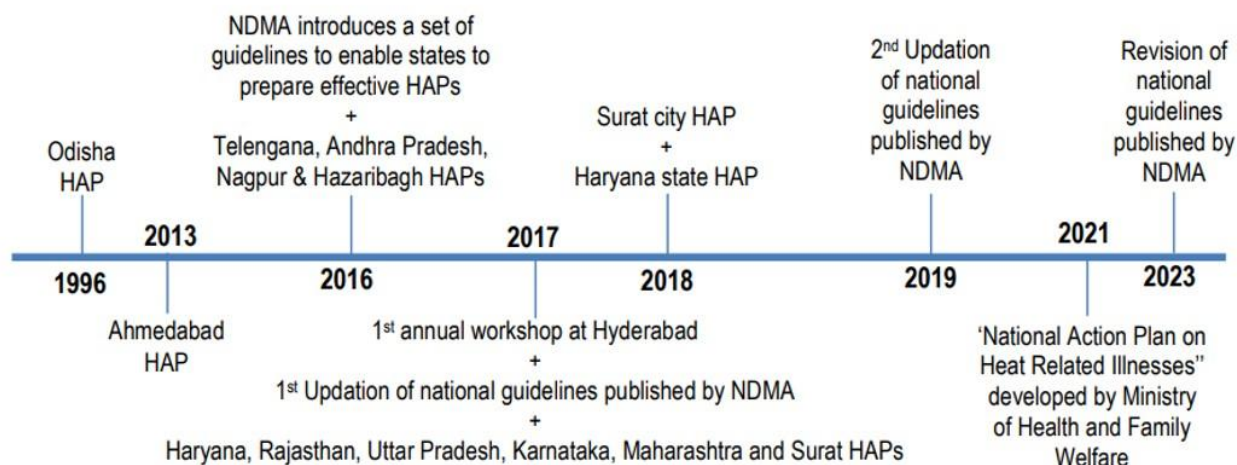 NDMA introduces a set of
guidelines to enable states to
prepare effective HAPs
+
Telengana, Andhra Pradesh,
Nagpur & Hazaribagh HAPs
Odisha
HAP
Surat city HAP
+
Haryana state HAP
2nd Updation
of national
guidelines
published by
NDMA
Revision of
national
guidelines
published by
NDMA
2013
2017
2021
1996
2016
2018
2019
2023
Ahmedabad
HAP
1st annual workshop at Hyderabad
+
1st Updation of national guidelines published by NDMA
+
Haryana, Rajasthan, Uttar Pradesh, Karnataka, Maharashtra and Surat HAPs
‘National Action Plan on
Heat Related Illnesses’’
developed by Ministry
of Health and Family
Welfare